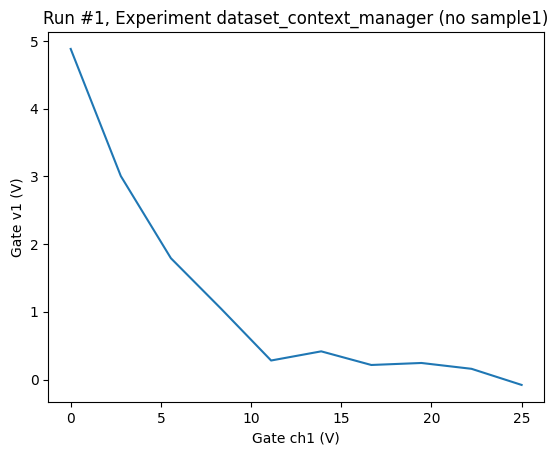 Run #1, Experiment dataset_context_manager (no sample1)
5
4
3
2
1
0
Gate v1 (V)
0 5 10 15 20 25
Gate ch1 (V)